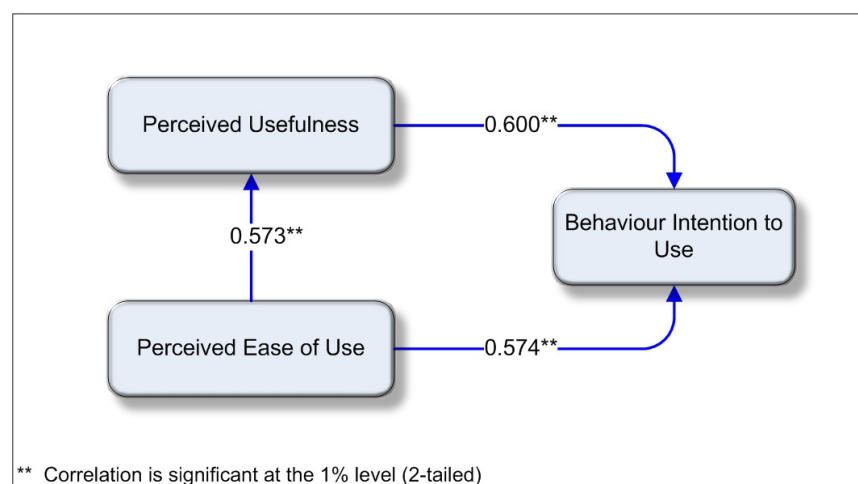 Perceived Usefulness
0.600**
Behaviour Intention to
Use
0.573**
Perceived Ease of Use
0.574**
** Correlation is significant at the 1% level (2-tailed)